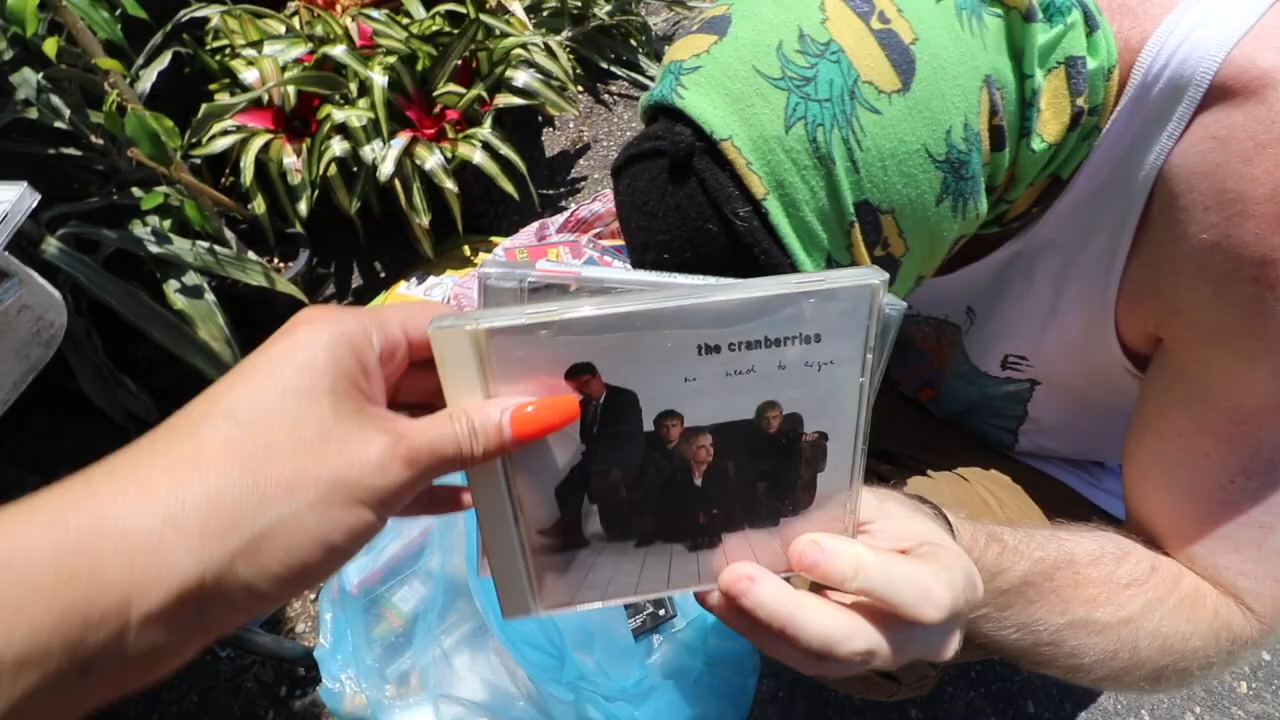 the cranberries
no need to argue